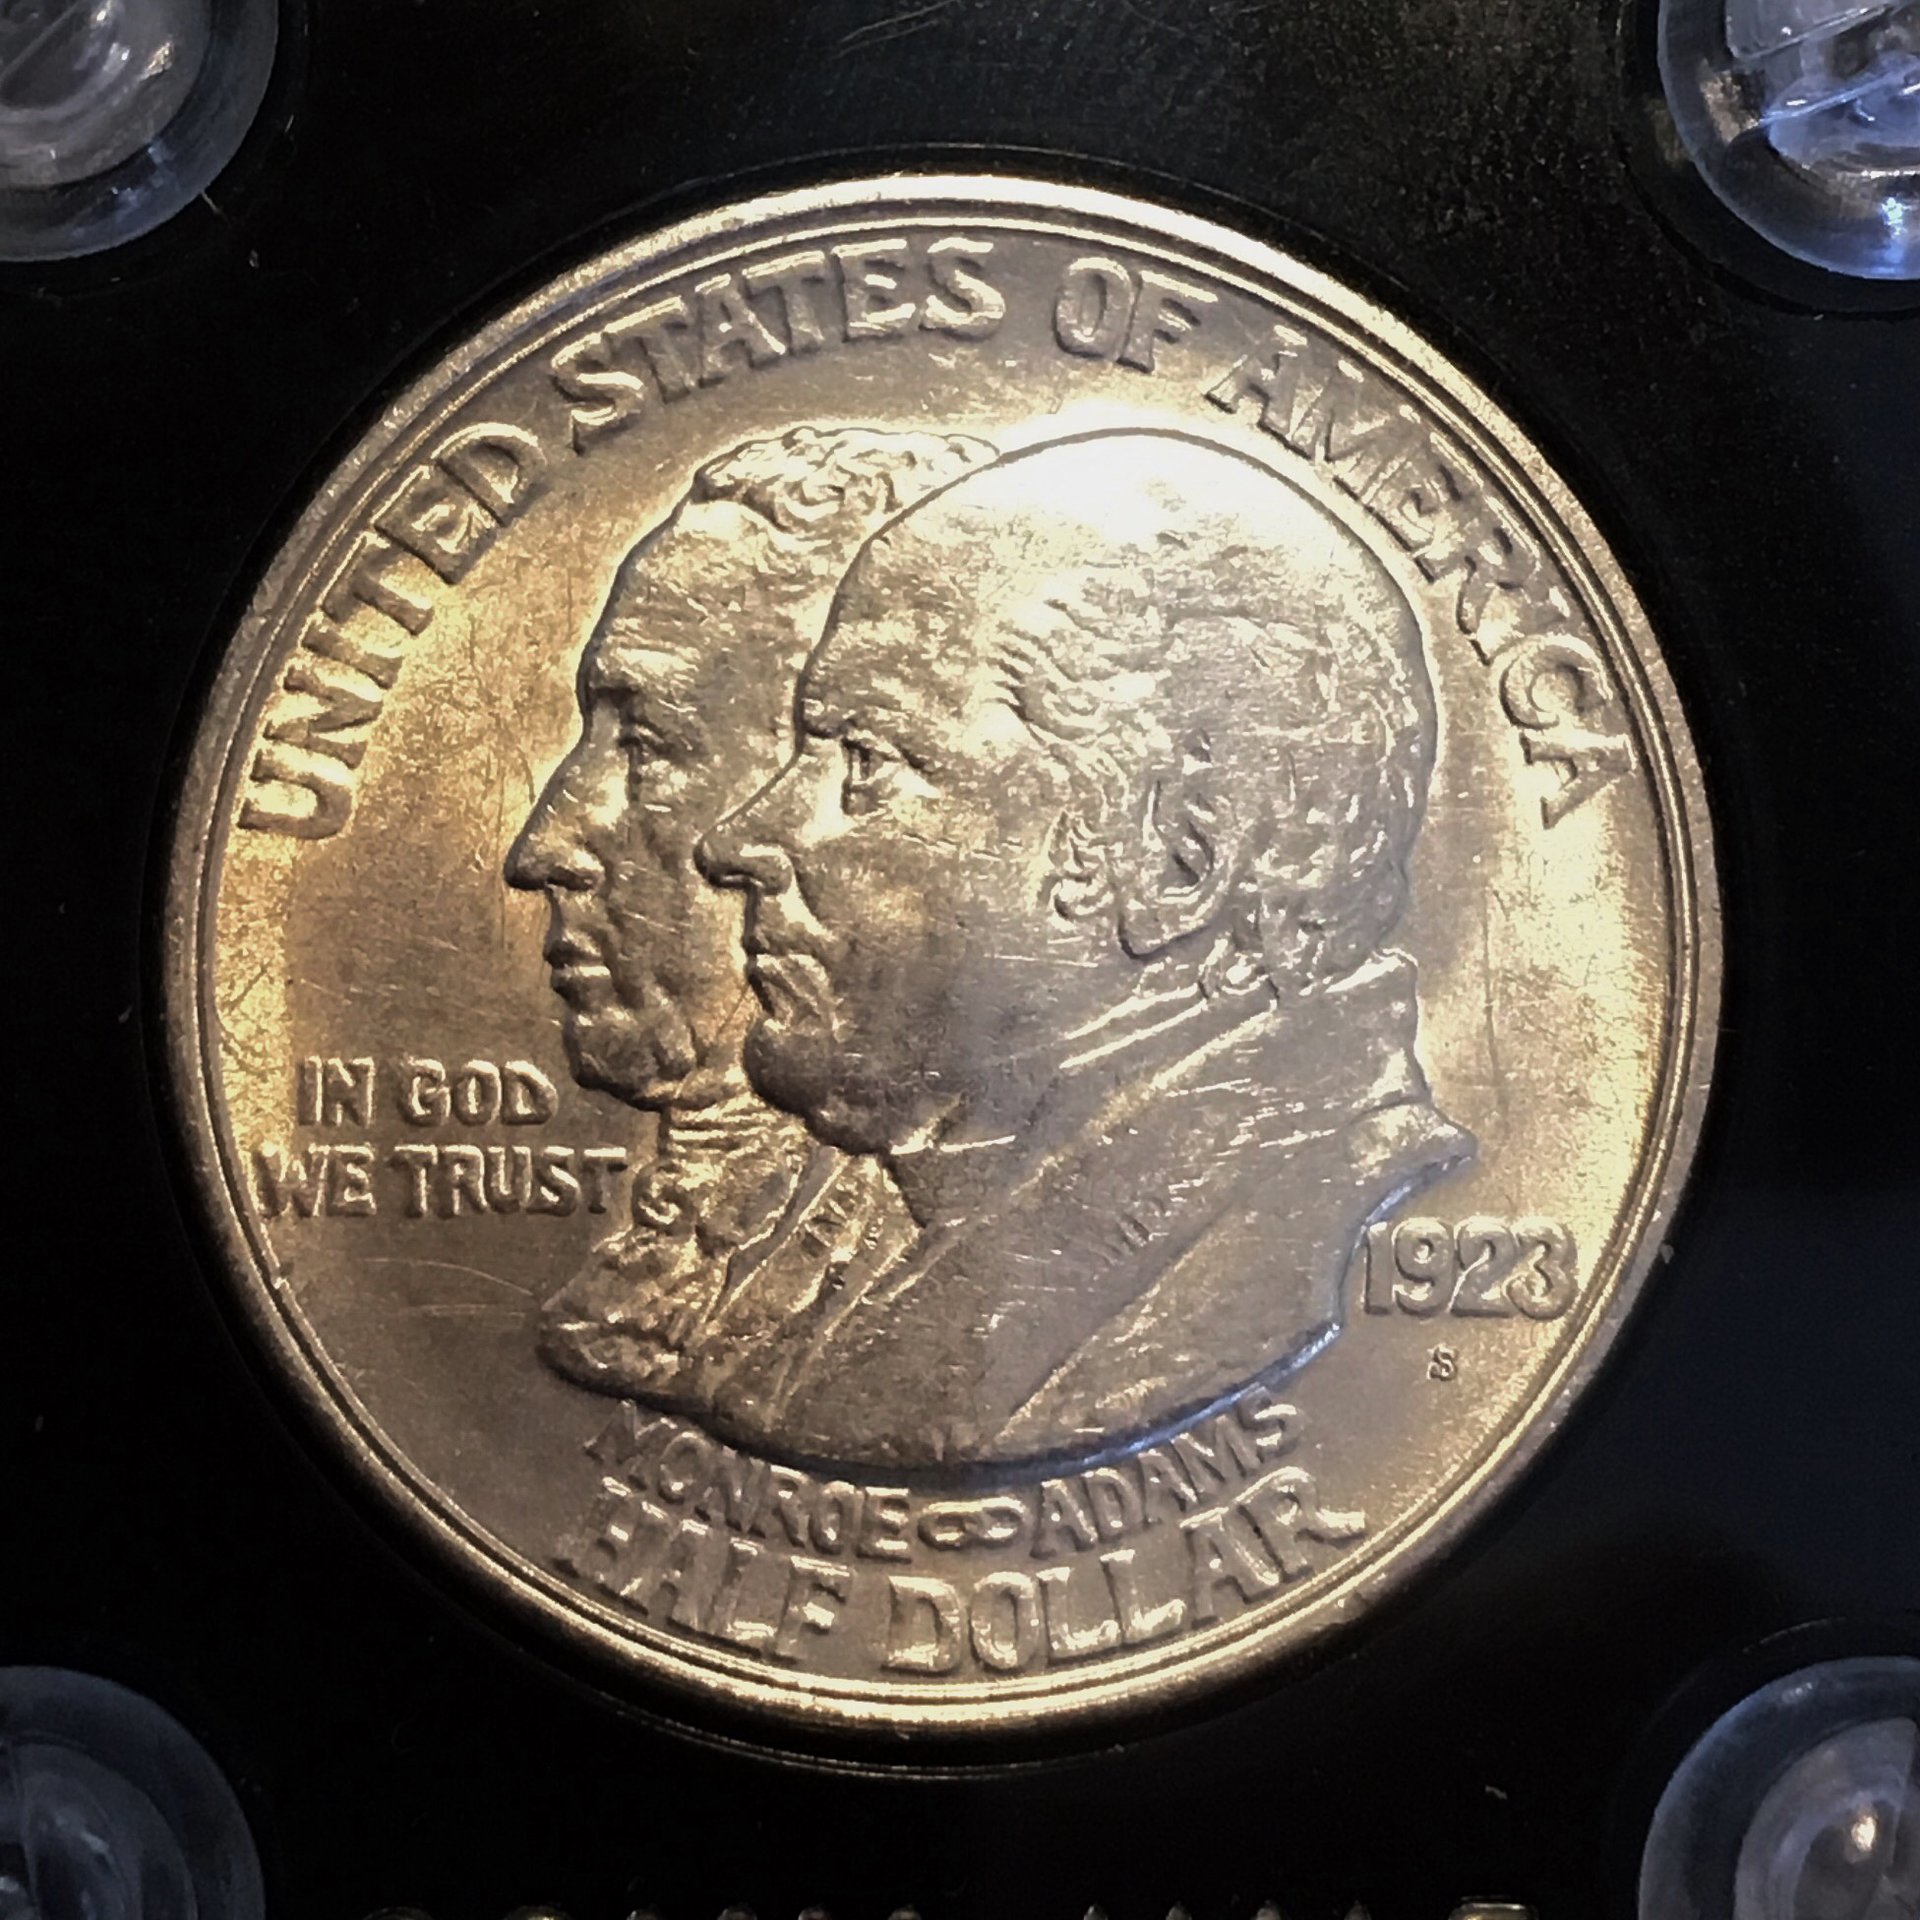 UNITED STATES OF AMERICA
IN GOD
WE TRUST
1923
S
MONROE ADAMS
HALF DOLLAR